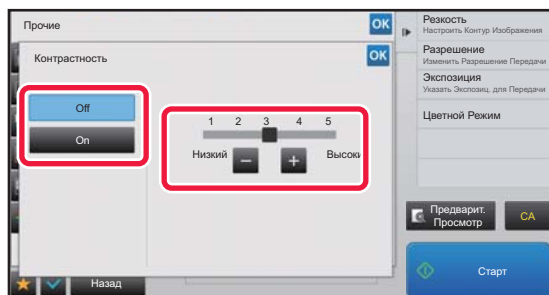 Прочие
OK
Контрастность
OK
Off
On
1 2 3 4 5
Низкий
Высоки
Назад
Резкость
Настроить Контур Изображения
Разрешение
Изменить Разрешение Передачи
Экспозиция
Указать Экспозиц. для Передачи
Цветной Режим
Предварит.
Просмотр
CA
Старт